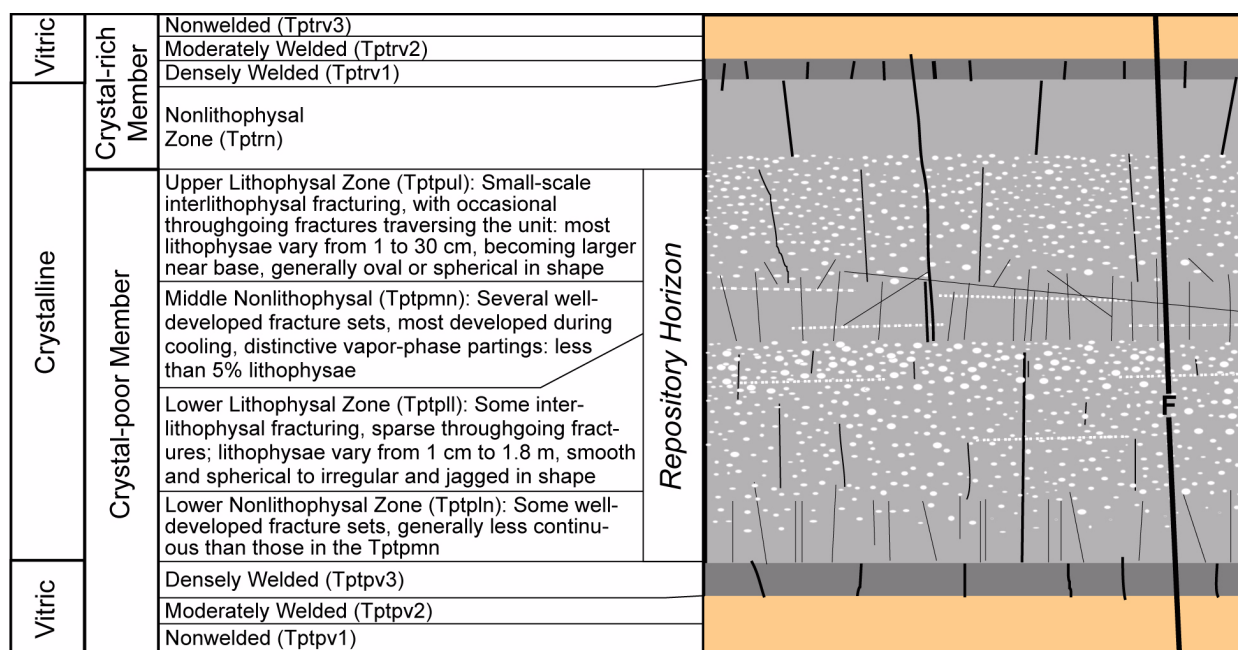 Vitric
Crystalline
Vitric
Crystal-rich
Member
Crystal-poor Member
Nonwelded (Tptrv3)
Moderately Welded (Tptrv2)
Densely Welded (Tptrv1)
Nonlithophysal
Zone (Tptrn)
Upper Lithophysal Zone (Tptpul): Small-scale
interlithophysal fracturing, with occasional
throughgoing fractures traversing the unit: most
lithophysae vary from 1 to 30 cm, becoming larger
near base, generally oval or spherical in shape
Middle Nonlithophysal (Tptpmn): Several well-
developed fracture sets, most developed during
cooling, distinctive vapor-phase partings: less
than 5% lithophysae
Lower Lithophysal Zone (Tptpll): Some inter-
lithophysal fracturing, sparse throughgoing fract-
ures; lithophysae vary from 1 cm to 1.8 m, smooth
and spherical to irregular and jagged in shape
Lower Nonlithophysal Zone (Tptpln): Some well-
developed fracture sets, generally less continu-
ous than those in the Tptpmn
Densely Welded (Tptpv3)
Moderately Welded (Tptpv2)
Nonwelded (Tptpv1)
Repository Horizon
F